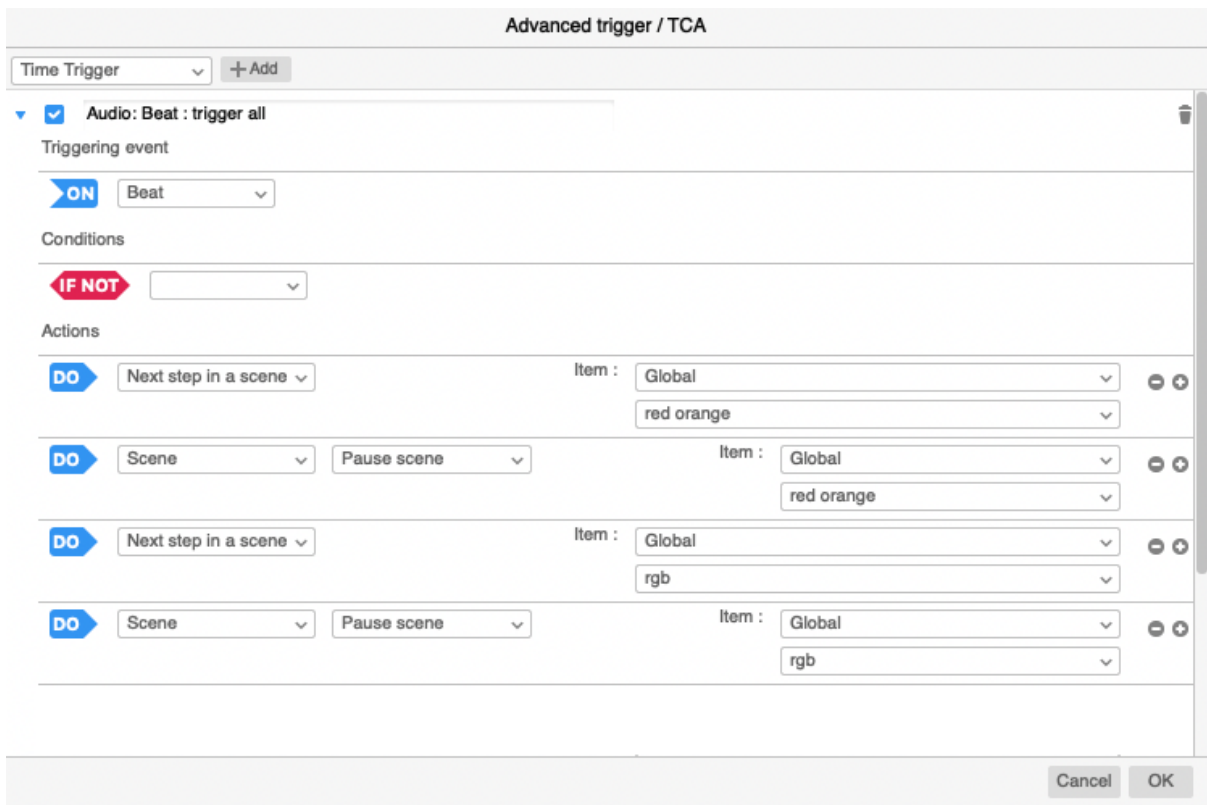 Advanced trigger / TCA
Time Trigger + Add
Audio: Beat : trigger all
Triggering event
ON Beat
Conditions
IF NOT
Actions
DO Next step in a scene Item : Global
red orange
DO Scene Pause scene Item : Global
red orange
DO Next step in a scene Item : Global
rgb
DO Scene Pause scene Item : Global
rgb
Cancel OK